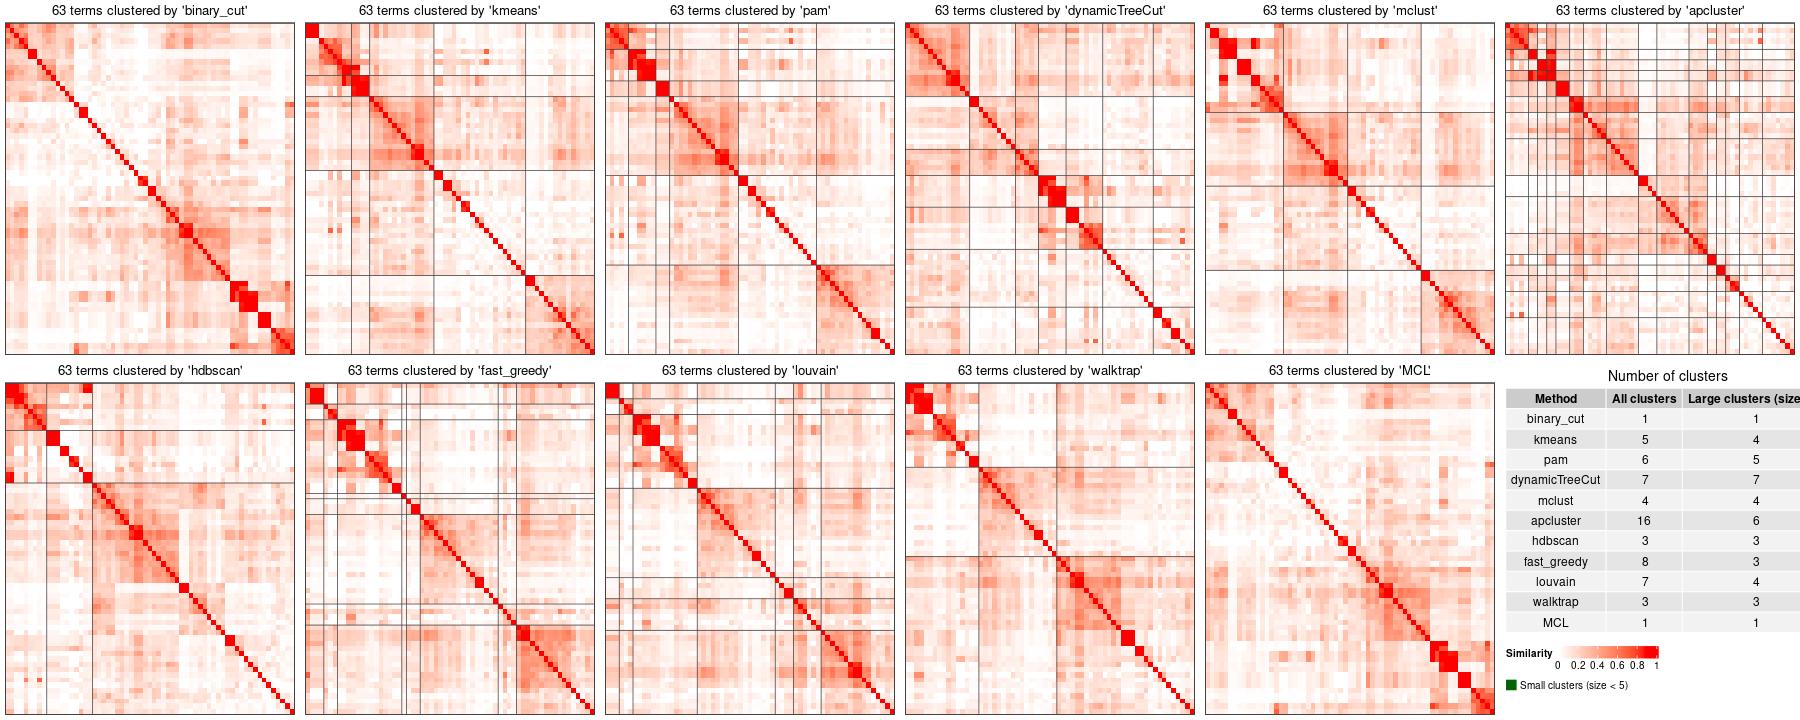 63 terms clustered by 'binary_cut'
63 terms clustered by 'kmeans'
63 terms clustered by 'pam'
63 terms clustered by 'dynamicTreeCut'
63 terms clustered by 'mclust'
63 terms clustered by 'apcluster'
63 terms clustered by 'hdbscan'
63 terms clustered by 'fast_greedy'
63 terms clustered by 'louvain'
63 terms clustered by 'walktrap'
63 terms clustered by 'MCL'
Number of clusters
Method All clusters Large clusters (size
binary_cut 1 1
kmeans 5 4
pam 6 5
dynamicTreeCut 7 7
mclust 4 4
apcluster 16 6
hdbscan 3 3
fast_greedy 8 3
louvain 7 4
walktrap 3 3
MCL 1 1
Similarity
0 0.2 0.4 0.6 0.8 1
Small clusters (size < 5)